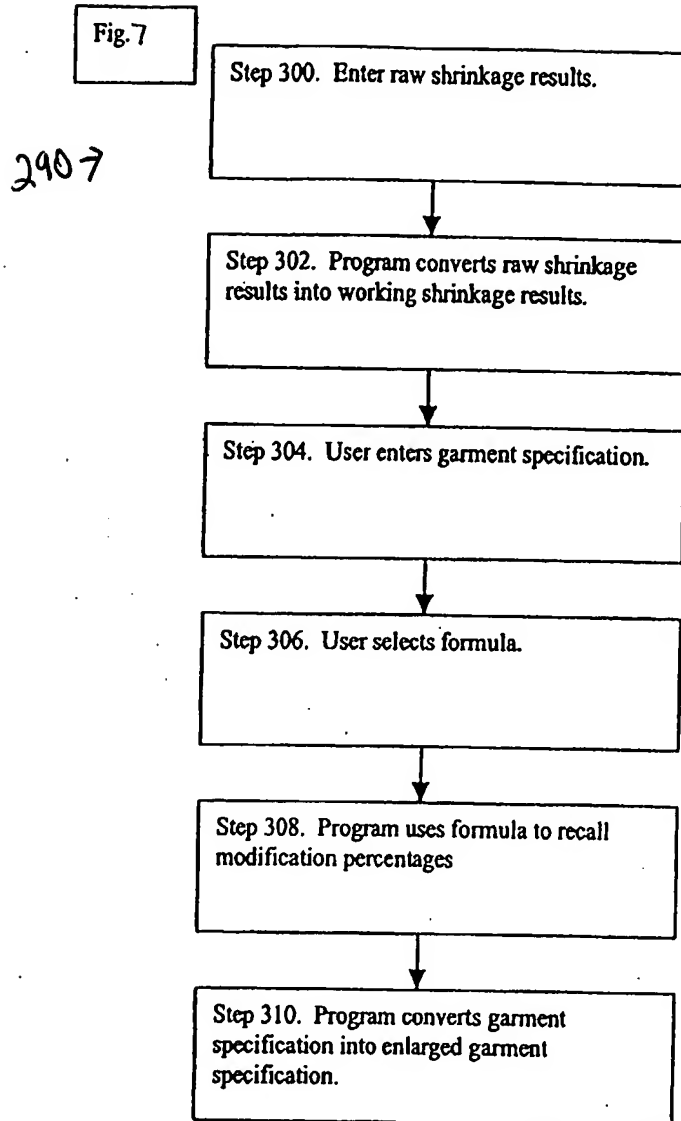 Fig.7
290→
Step 300. Enter raw shrinkage results.
Step 302. Program converts raw shrinkage
results into working shrinkage results.
Step 304. User enters garment specification.
Step 306. User selects formula.
Step 308. Program uses formula to recall
modification percentages
Step 310. Program converts garment
specification into enlarged garment
specification.